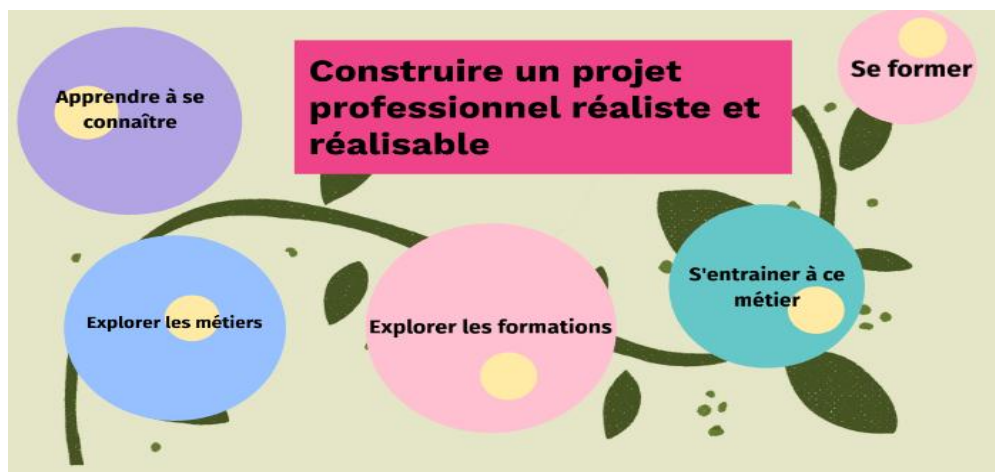 Construire un projet
professionnel réaliste et
réalisable
Apprendre à se
connaître
Explorer les métiers
Explorer les formations
S'entrainer à ce
métier
Se former